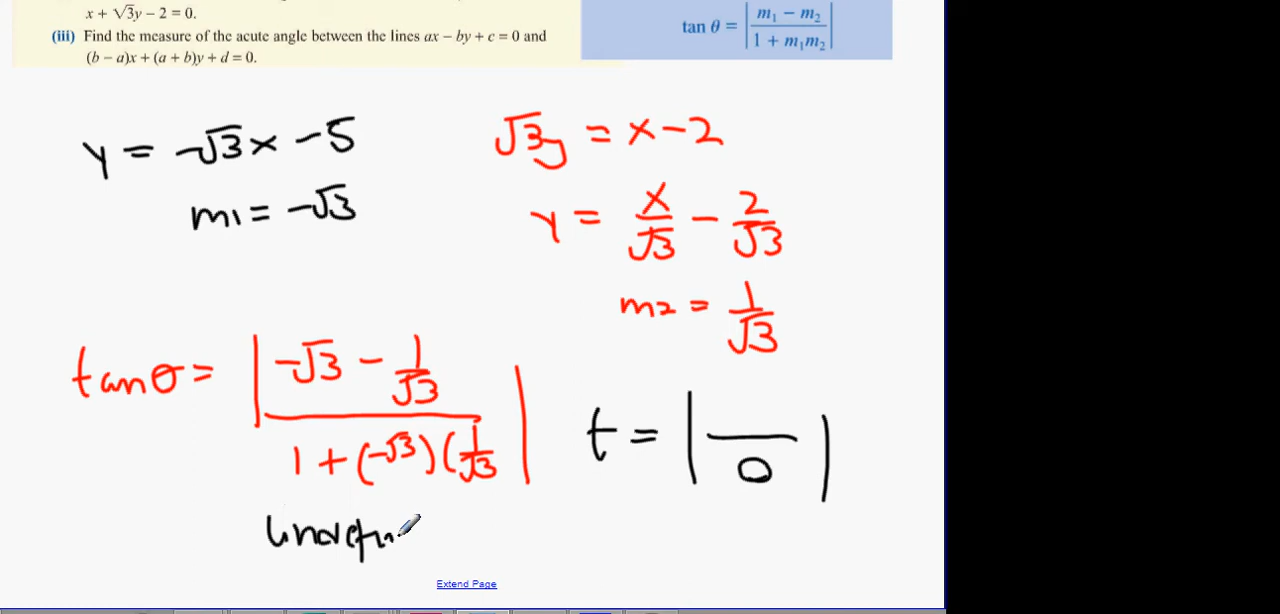 x + √3y − 2 = 0.
(iii) Find the measure of the acute angle between the lines ax − by + c = 0 and
(b − a)x + (a + b)y + d = 0.
tan θ = | (m₁ − m₂) / (1 + m₁m₂) |
y = −√3x − 5
m1 = −√3
√3y = x − 2
y = x/√3 − 2/√3
m2 = 1/√3
tanθ = | (−√3 − 1/√3) / (1 + (−√3)(1/√3 |
t = | — / 0 |
Extend Page